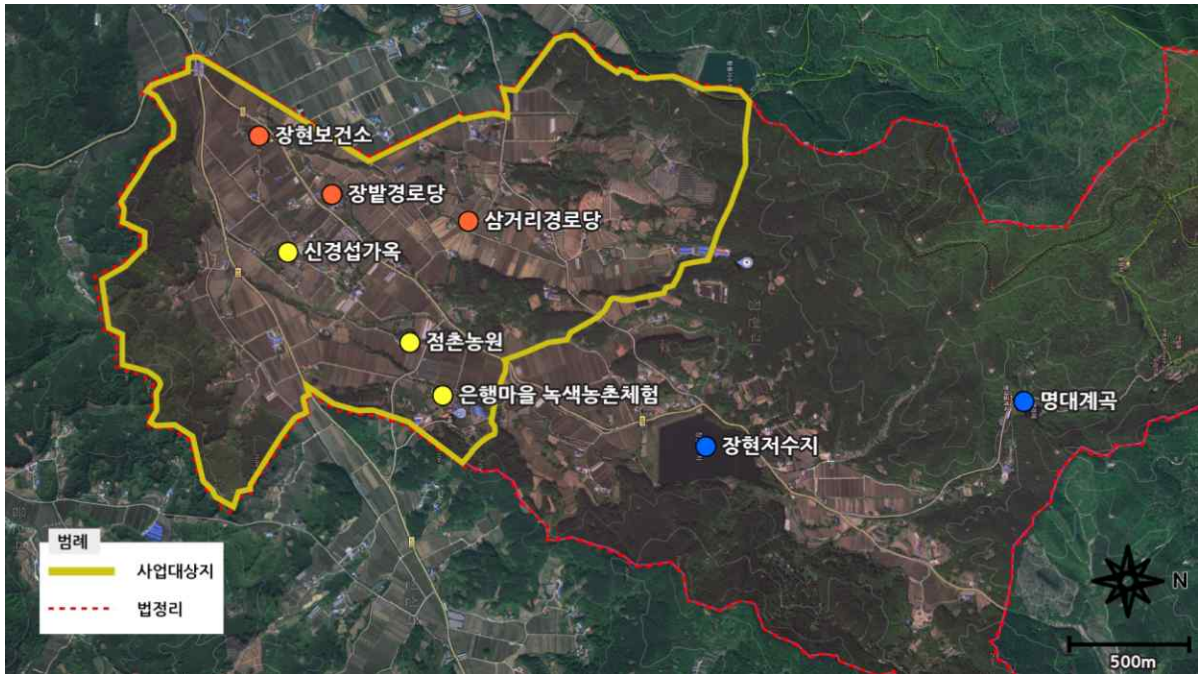 장현보건소
장밭경로당
삼거리경로당
신경섭가옥
점촌농원
은행마을 녹색농촌체험
명대계곡
장현저수지
범례
사업대상지
법정리
N
500m